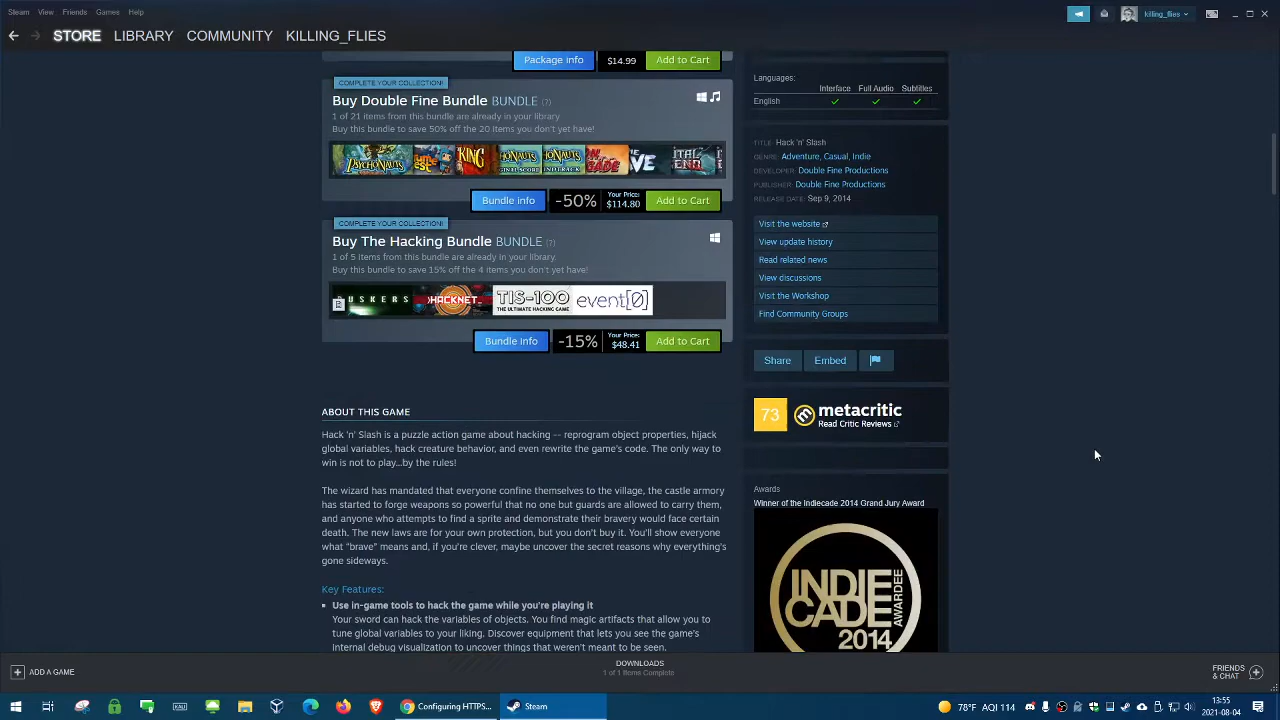 Steam View Friends Games Help
killing_flies
STORE LIBRARY COMMUNITY KILLING_FLIES
Package info $14.99 Add to Cart
COMPLETE YOUR COLLECTION!
Buy Double Fine Bundle BUNDLE (?)
1 of 21 items from this bundle are already in your library
Buy this bundle to save 50% off the 20 items you don't yet have!
PSYCHONAUTS
KING
Bundle info -50% Your Price: $114.80 Add to Cart
COMPLETE YOUR COLLECTION!
Buy The Hacking Bundle BUNDLE (?)
1 of 5 items from this bundle are already in your library.
Buy this bundle to save 15% off the 4 items you don't yet have!
USKERS HACKNET TIS-100 event[0]
THE ULTIMATE HACKING GAME
Bundle info -15% Your Price: $48.41 Add to Cart
ABOUT THIS GAME
Hack 'n' Slash is a puzzle action game about hacking -- reprogram object properties, hijack
global variables, hack creature behavior, and even rewrite the game's code. The only way to
win is not to play...by the rules!
The wizard has mandated that everyone confine themselves to the village, the castle armory
has started to forge weapons so powerful that no one but guards are allowed to carry them,
and anyone who attempts to find a sprite and demonstrate their bravery would face certain
death. The new laws are for your own protection, but you don't buy it. You'll show everyone
what "brave" means and, if you're clever, maybe uncover the secret reasons why everything's
gone sideways.
Key Features:
Use in-game tools to hack the game while you're playing it
Your sword can hack the variables of objects. You find magic artifacts that allow you to
tune global variables to your liking. Discover equipment that lets you see the game's
internal debug visualization to uncover things that weren't meant to be seen.
Languages:
Interface Full Audio Subtitles
English
TITLE: Hack 'n' Slash
GENRE: Adventure, Casual, Indie
DEVELOPER: Double Fine Productions
PUBLISHER: Double Fine Productions
RELEASE DATE: Sep 9, 2014
Visit the website
View update history
Read related news
View discussions
Visit the Workshop
Find Community Groups
Share Embed
73 metacritic
Read Critic Reviews
Awards
Winner of the Indiecade 2014 Grand Jury Award
INDIE
CADE
AWARDEE
2014
ADD A GAME
DOWNLOADS
1 of 1 Items Complete
FRIENDS
& CHAT
KALI
Configuring HTTPS...
Steam
78°F AQI 114
13:55
2021-08-04